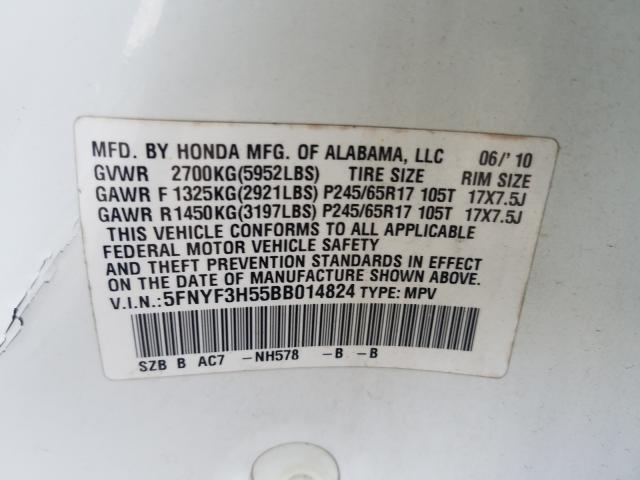 MFD. BY HONDA MFG. OF ALABAMA, LLC 06/'10
GVWR 2700KG(5952LBS) TIRE SIZE RIM SIZE
GAWR F 1325KG(2921LBS) P245/65R17 105T 17X7.5J
GAWR R 1450KG(3197LBS) P245/65R17 105T 17X7.5J
THIS VEHICLE CONFORMS TO ALL APPLICABLE
FEDERAL MOTOR VEHICLE SAFETY
AND THEFT PREVENTION STANDARDS IN EFFECT
ON THE DATE OF MANUFACTURE SHOWN ABOVE.
V.I.N.: 5FNYF3H55BB014824 TYPE: MPV
SZB B AC7 -NH578 -B -B